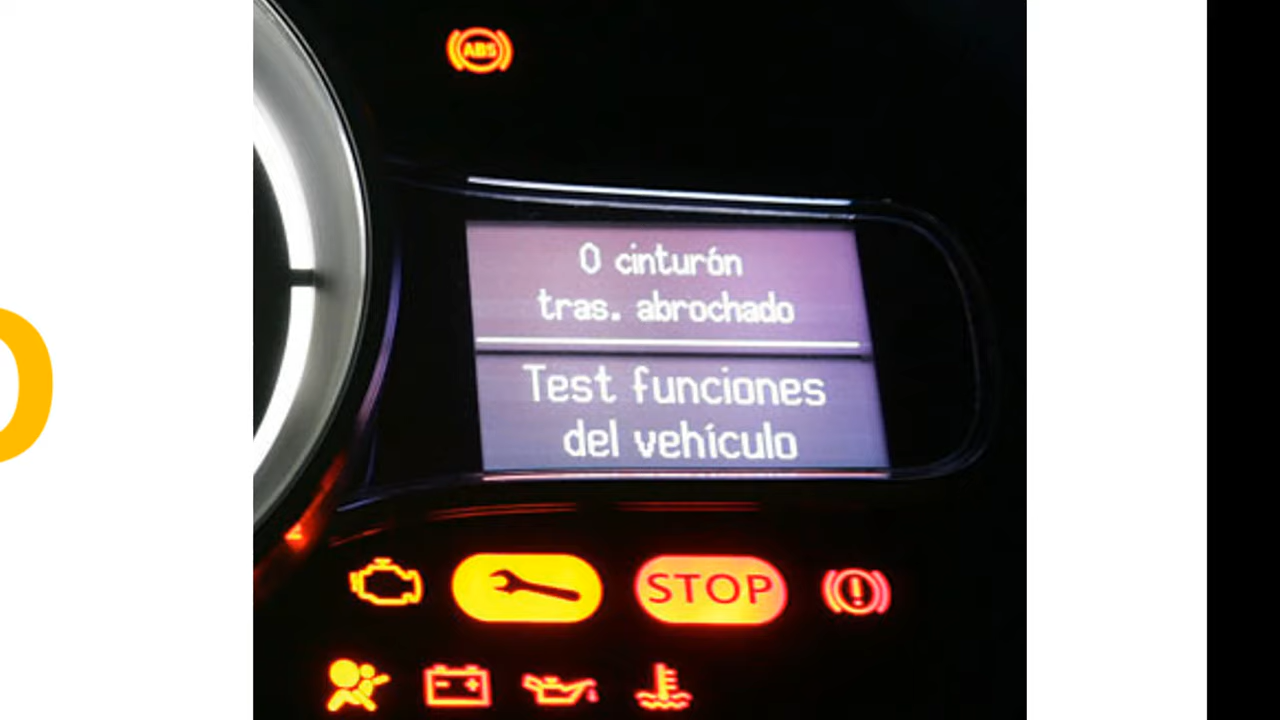 ABS
0 cinturón
tras. abrochado
Test funciones
del vehículo
STOP